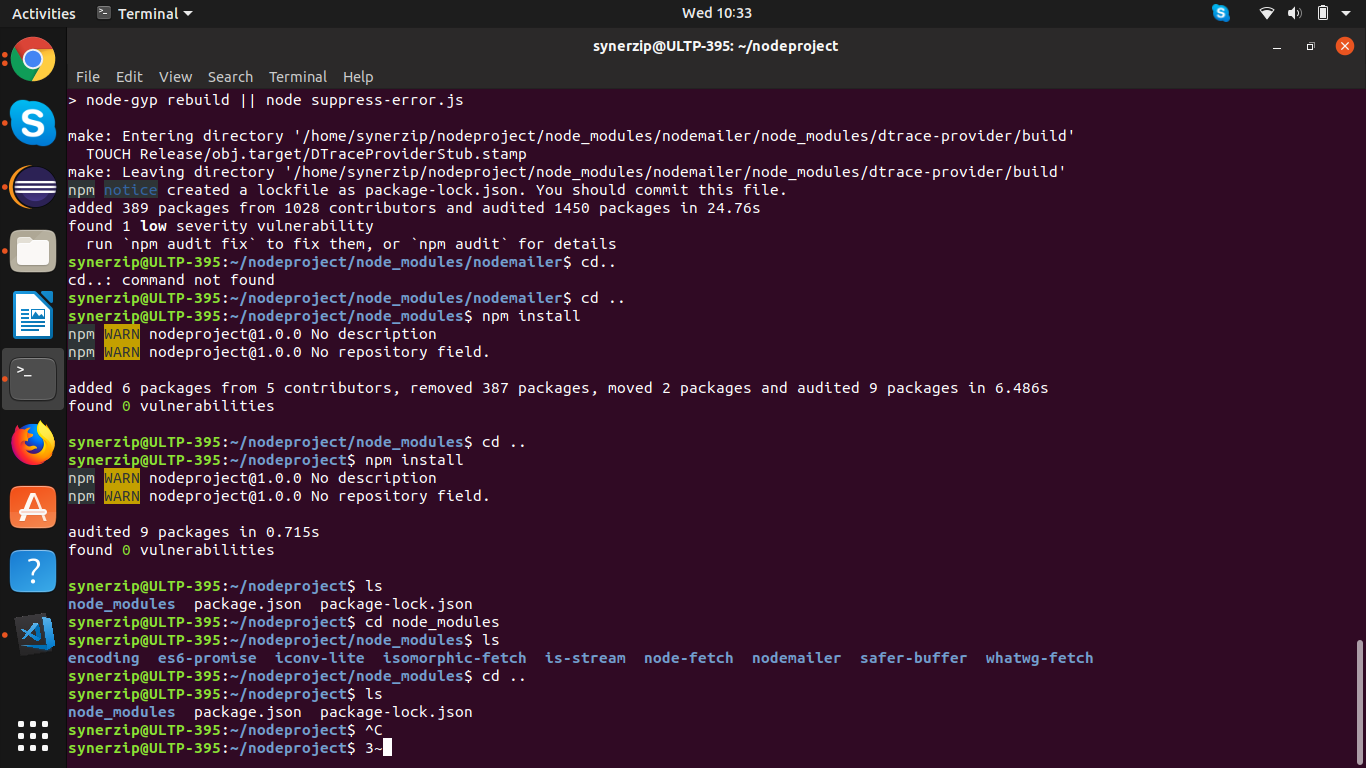 Activities Terminal Wed 10:33
synerzip@ULTP-395: ~/nodeproject
File Edit View Search Terminal Help
> node-gyp rebuild || node suppress-error.js
make: Entering directory '/home/synerzip/nodeproject/node_modules/nodemailer/node_modules/dtrace-provider/build'
  TOUCH Release/obj.target/DTraceProviderStub.stamp
make: Leaving directory '/home/synerzip/nodeproject/node_modules/nodemailer/node_modules/dtrace-provider/build'
npm notice created a lockfile as package-lock.json. You should commit this file.
added 389 packages from 1028 contributors and audited 1450 packages in 24.76s
found 1 low severity vulnerability
  run `npm audit fix` to fix them, or `npm audit` for details
synerzip@ULTP-395:~/nodeproject/node_modules/nodemailer$ cd..
cd..: command not found
synerzip@ULTP-395:~/nodeproject/node_modules/nodemailer$ cd ..
synerzip@ULTP-395:~/nodeproject/node_modules$ npm install
npm WARN nodeproject@1.0.0 No description
npm WARN nodeproject@1.0.0 No repository field.
added 6 packages from 5 contributors, removed 387 packages, moved 2 packages and audited 9 packages in 6.486s
found 0 vulnerabilities
synerzip@ULTP-395:~/nodeproject/node_modules$ cd ..
synerzip@ULTP-395:~/nodeproject$ npm install
npm WARN nodeproject@1.0.0 No description
npm WARN nodeproject@1.0.0 No repository field.
audited 9 packages in 0.715s
found 0 vulnerabilities
synerzip@ULTP-395:~/nodeproject$ ls
node_modules  package.json  package-lock.json
synerzip@ULTP-395:~/nodeproject$ cd node_modules
synerzip@ULTP-395:~/nodeproject/node_modules$ ls
encoding  es6-promise  iconv-lite  isomorphic-fetch  is-stream  node-fetch  nodemailer  safer-buffer  whatwg-fetch
synerzip@ULTP-395:~/nodeproject/node_modules$ cd ..
synerzip@ULTP-395:~/nodeproject$ ls
node_modules  package.json  package-lock.json
synerzip@ULTP-395:~/nodeproject$ ^C
synerzip@ULTP-395:~/nodeproject$ 3~